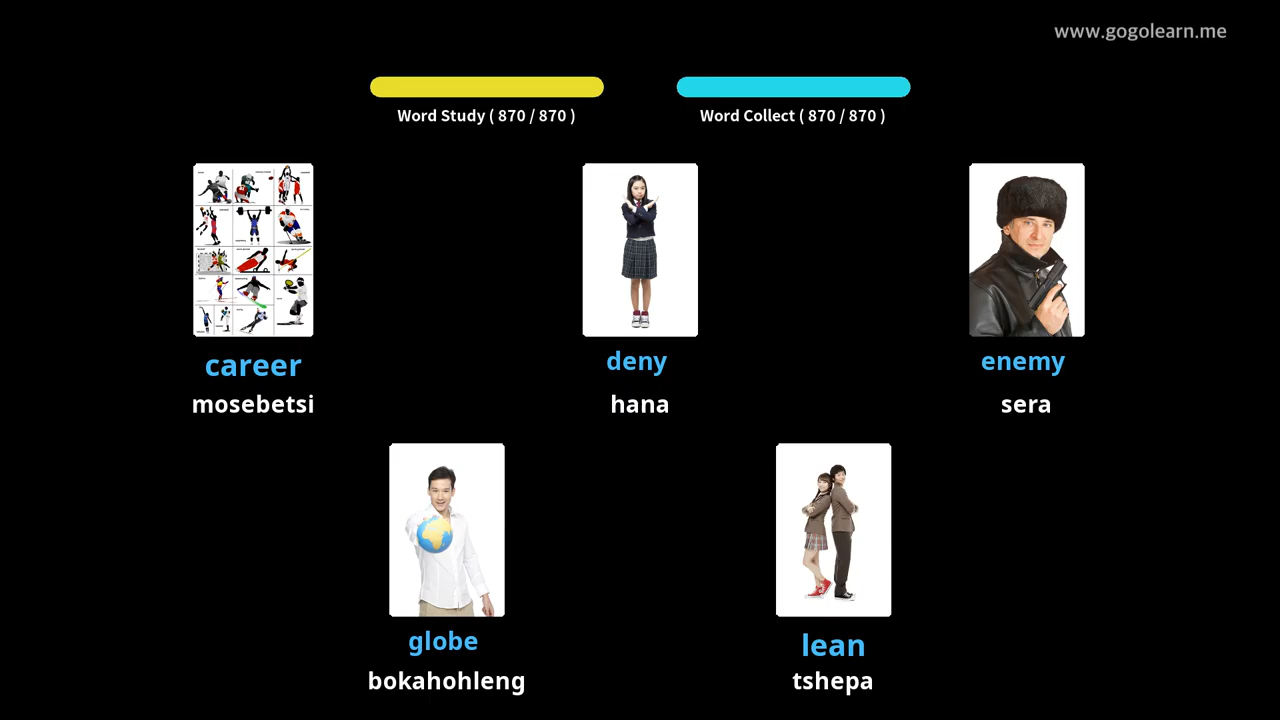 www.gogolearn.me
Word Study ( 870 / 870 )
Word Collect ( 870 / 870 )
career
deny
enemy
mosebetsi
hana
sera
globe
lean
bokahohleng
tshepa